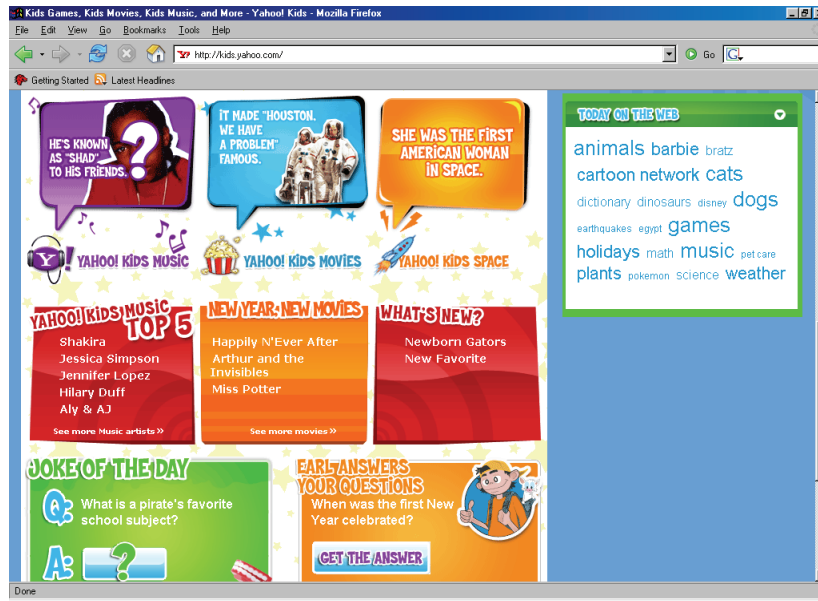 Kids Games, Kids Movies, Kids Music, and More - Yahoo! Kids - Mozilla Firefox
File Edit View Go Bookmarks Tools Help
http://kids.yahoo.com/
Go
G
Getting Started Latest Headlines
HE'S KNOWN
AS "SHAD"
TO HIS FRIENDS.
?
IT MADE "HOUSTON,
WE HAVE
A PROBLEM"
FAMOUS.
SHE WAS THE FIRST
AMERICAN WOMAN
IN SPACE.
Y! YAHOO! KIDS MUSIC
YAHOO! KIDS MOVIES
YAHOO! KIDS SPACE
YAHOO! KIDS MUSIC
TOP 5
Shakira
Jessica Simpson
Jennifer Lopez
Hilary Duff
Aly & AJ
See more Music artists »
NEW YEAR, NEW MOVIES
Happily N'Ever After
Arthur and the
Invisibles
Miss Potter
See more movies »
WHAT'S NEW?
Newborn Gators
New Favorite
JOKE OF THE DAY
Q: What is a pirate's favorite
school subject?
A: ?
EARL ANSWERS
YOUR QUESTIONS
When was the first New
Year celebrated?
GET THE ANSWER
TODAY ON THE WEB
animals barbie bratz
cartoon network cats
dictionary dinosaurs disney dogs
earthquakes egypt games
holidays math music pet care
plants pokemon science weather
Done